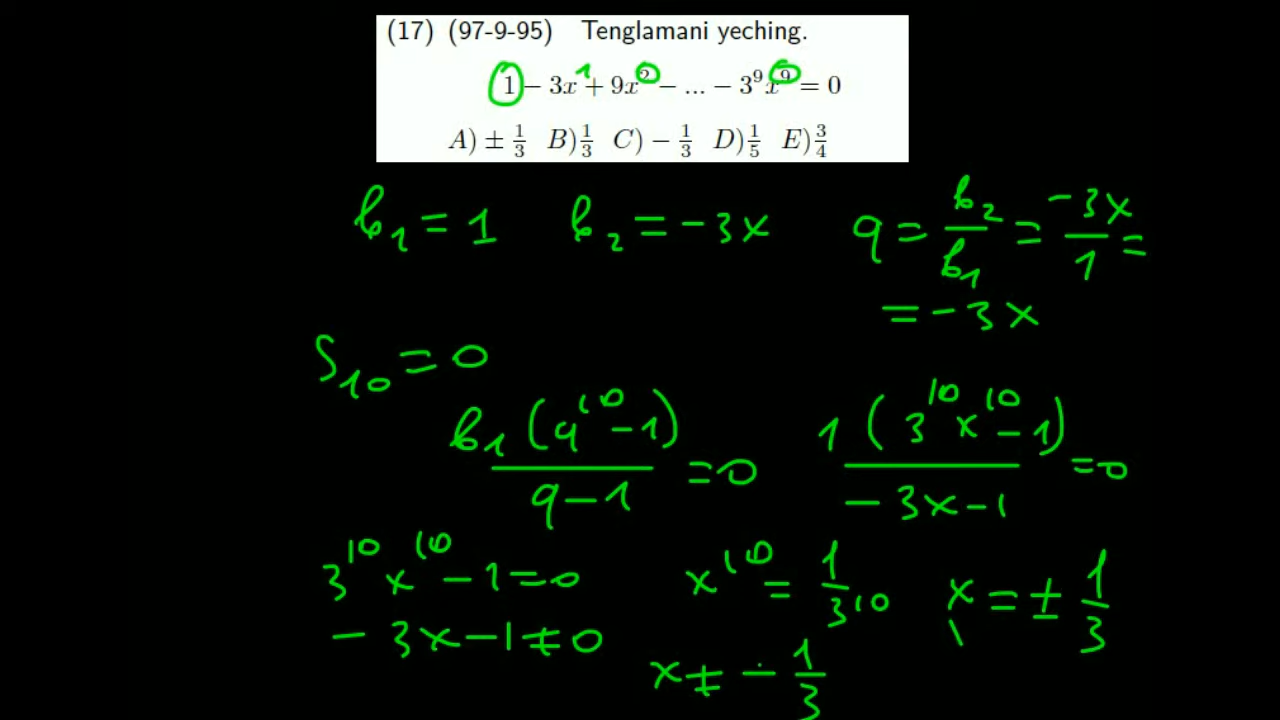 (17) (97-9-95) Tenglamani yeching.
1 − 3x¹ + 9x² − ... − 3⁹x⁹ = 0
A) ± 1/3 B) 1/3 C) − 1/3 D) 1/5 E) 3/4
b₁ = 1 b₂ = −3x q = b₂/b₁ = −3x/1 =
= −3x
S₁₀ = 0
b₁(q¹⁰−1)/(q−1) = 0 1(3¹⁰x¹⁰−1)/(−3x−1) = 0
3¹⁰x¹⁰ − 1 = 0 x¹⁰ = 1/3¹⁰ x = ± 1/3
− 3x − 1 ≠ 0 x ≠ − 1/3